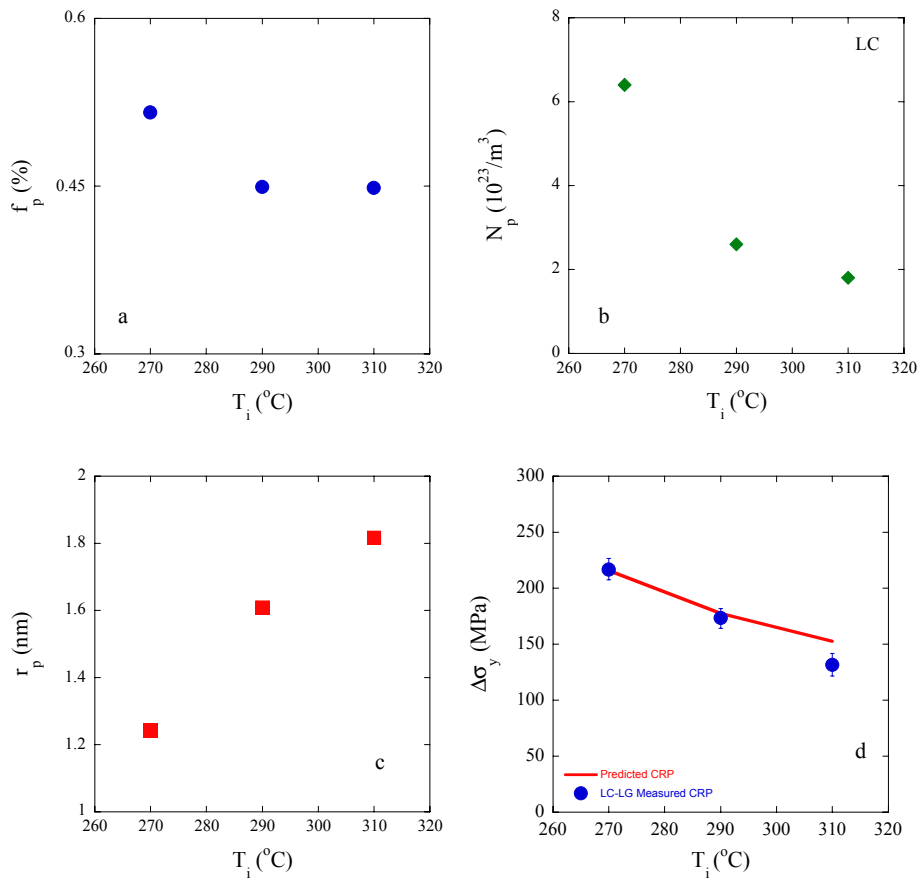 0.6
0.45
0.3
f_p (%)
a
260 270 280 290 300 310 320
T_i (°C)
8
6
4
2
0
N_p (10^23/m^3)
LC
b
260 270 280 290 300 310 320
T_i (°C)
2
1.8
1.6
1.4
1.2
1
r_p (nm)
c
260 270 280 290 300 310 320
T_i (°C)
300
250
200
150
100
50
0
Δσ_y (MPa)
d
Predicted CRP
LC-LG Measured CRP
260 270 280 290 300 310 320
T_i (°C)